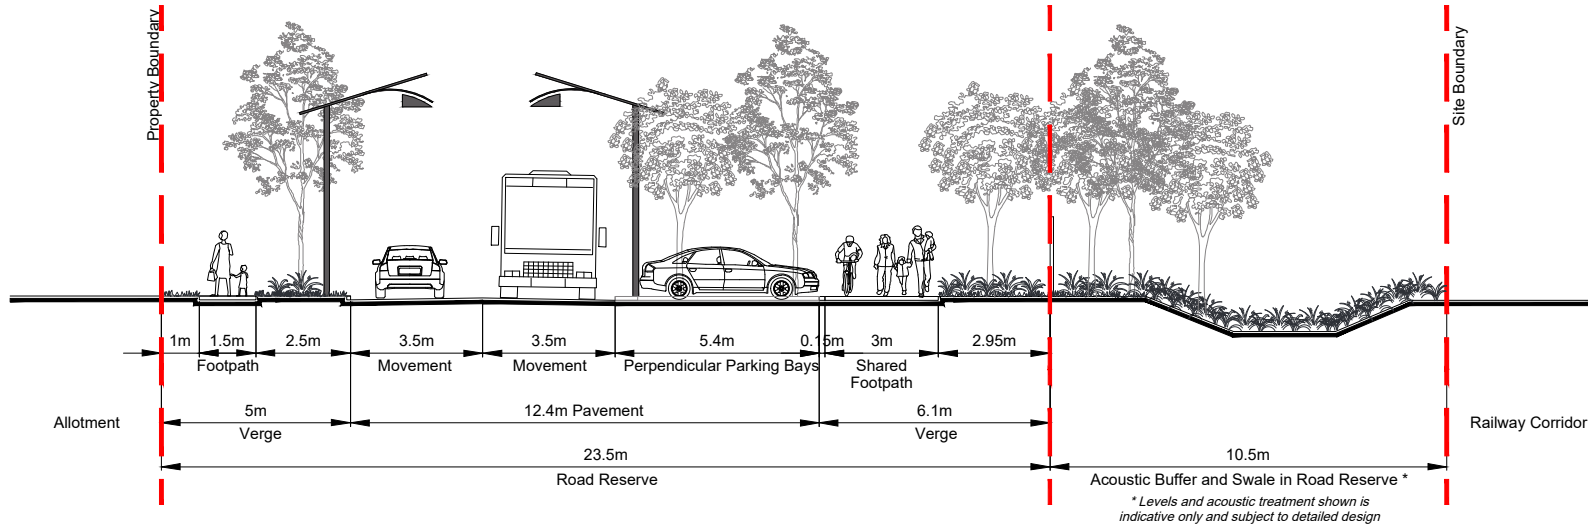 Property Boundary
Site Boundary
1m
1.5m
2.5m
3.5m
3.5m
5.4m
0.15m
3m
2.95m
Footpath
Movement
Movement
Perpendicular Parking Bays
Shared
Footpath
Allotment
5m
Verge
12.4m Pavement
6.1m
Verge
Railway Corridor
23.5m
Road Reserve
10.5m
Acoustic Buffer and Swale in Road Reserve *
* Levels and acoustic treatment shown is
indicative only and subject to detailed design